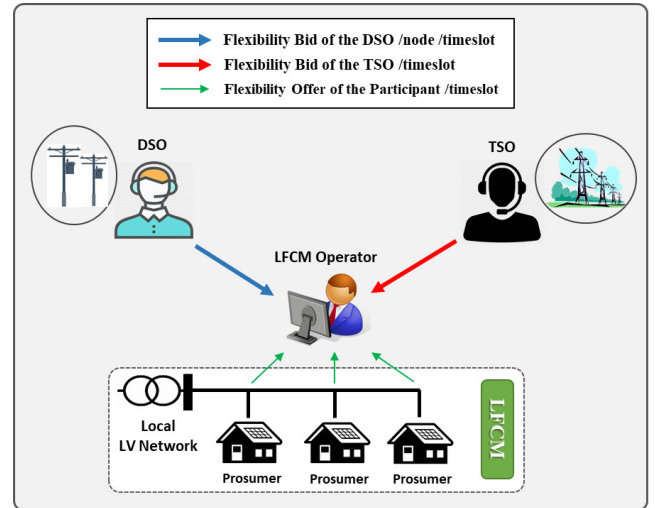 Flexibility Bid of the DSO /node /timeslot
Flexibility Bid of the TSO /timeslot
Flexibility Offer of the Participant /timeslot
DSO
TSO
LFCM Operator
Local
LV Network
Prosumer
Prosumer
Prosumer
LFCM